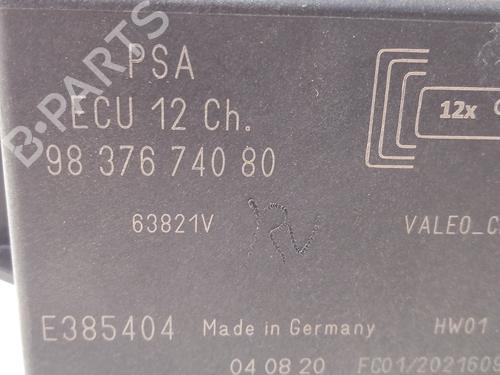 PSA
ECU 12 Ch.
12x
98 376 740 80
63821V
VALEO_C
E385404 Made in Germany HW01
04 08 20 FC01/2021609
B-PARTS